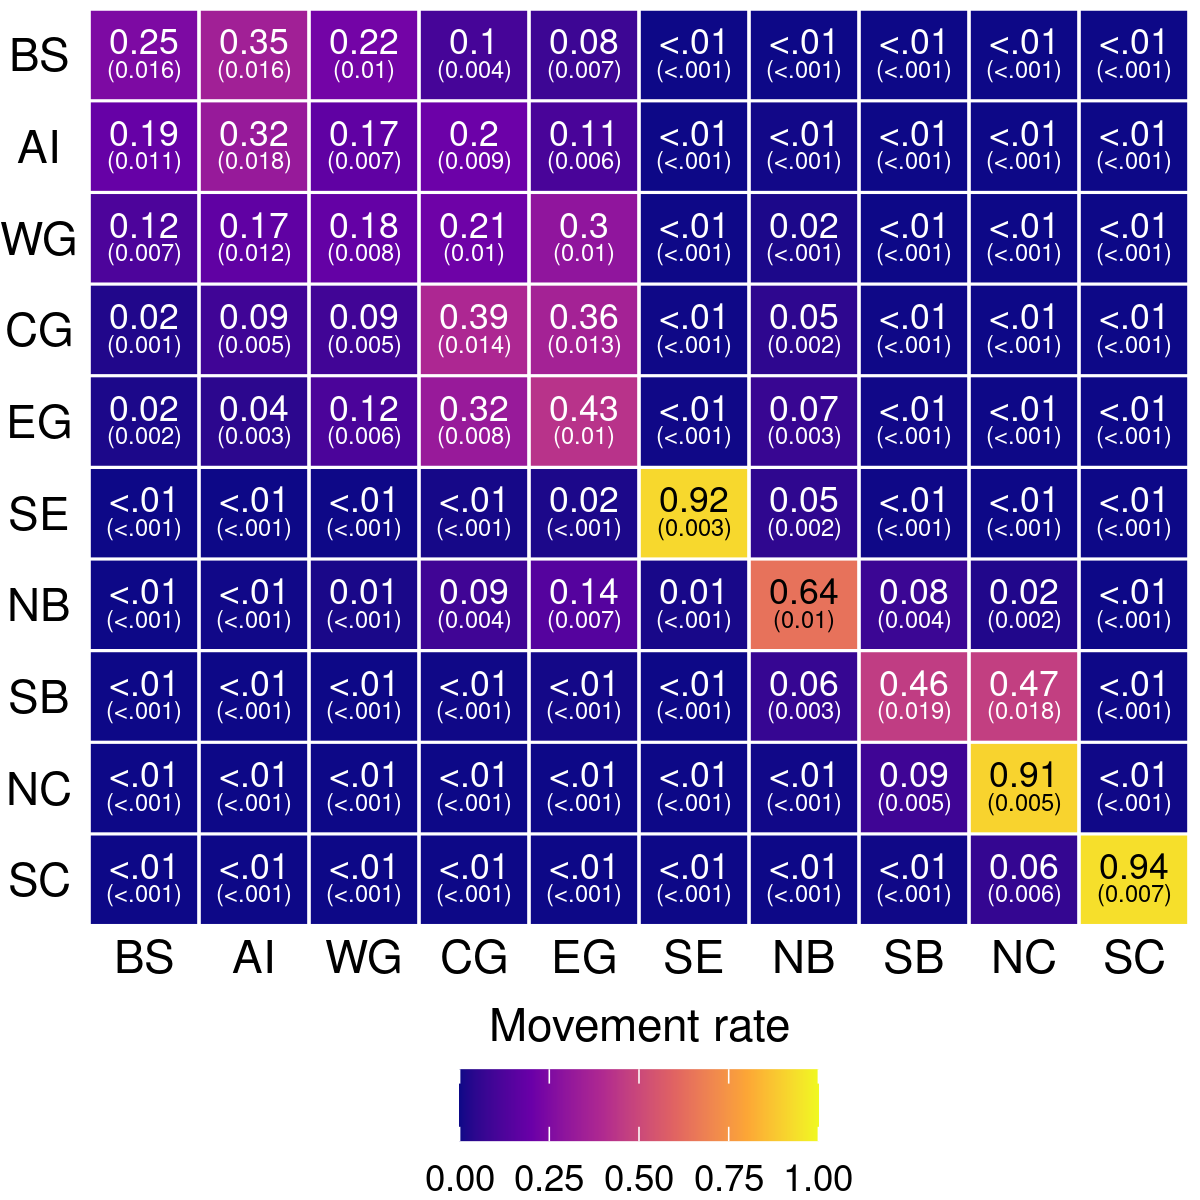 BS 0.25 0.35 0.22 0.1 0.08 <.01 <.01 <.01 <.01 <.01
(0.016) (0.016) (0.01) (0.004) (0.007) (<.001) (<.001) (<.001) (<.001) (<.001)
AI 0.19 0.32 0.17 0.2 0.11 <.01 <.01 <.01 <.01 <.01
(0.011) (0.018) (0.007) (0.009) (0.006) (<.001) (<.001) (<.001) (<.001) (<.001)
WG 0.12 0.17 0.18 0.21 0.3 <.01 0.02 <.01 <.01 <.01
(0.007) (0.012) (0.008) (0.01) (0.01) (<.001) (<.001) (<.001) (<.001) (<.001)
CG 0.02 0.09 0.09 0.39 0.36 <.01 0.05 <.01 <.01 <.01
(0.001) (0.005) (0.005) (0.014) (0.013) (<.001) (0.002) (<.001) (<.001) (<.001)
EG 0.02 0.04 0.12 0.32 0.43 <.01 0.07 <.01 <.01 <.01
(0.002) (0.003) (0.006) (0.008) (0.01) (<.001) (0.003) (<.001) (<.001) (<.001)
SE <.01 <.01 <.01 <.01 0.02 0.92 0.05 <.01 <.01 <.01
(<.001) (<.001) (<.001) (<.001) (<.001) (0.003) (0.002) (<.001) (<.001) (<.001)
NB <.01 <.01 0.01 0.09 0.14 0.01 0.64 0.08 0.02 <.01
(<.001) (<.001) (<.001) (0.004) (0.007) (<.001) (0.01) (0.004) (0.002) (<.001)
SB <.01 <.01 <.01 <.01 <.01 <.01 0.06 0.46 0.47 <.01
(<.001) (<.001) (<.001) (<.001) (<.001) (<.001) (0.003) (0.019) (0.018) (<.001)
NC <.01 <.01 <.01 <.01 <.01 <.01 <.01 0.09 0.91 <.01
(<.001) (<.001) (<.001) (<.001) (<.001) (<.001) (<.001) (0.005) (0.005) (<.001)
SC <.01 <.01 <.01 <.01 <.01 <.01 <.01 <.01 0.06 0.94
(<.001) (<.001) (<.001) (<.001) (<.001) (<.001) (<.001) (<.001) (0.006) (0.007)
BS AI WG CG EG SE NB SB NC SC
Movement rate
0.00 0.25 0.50 0.75 1.00